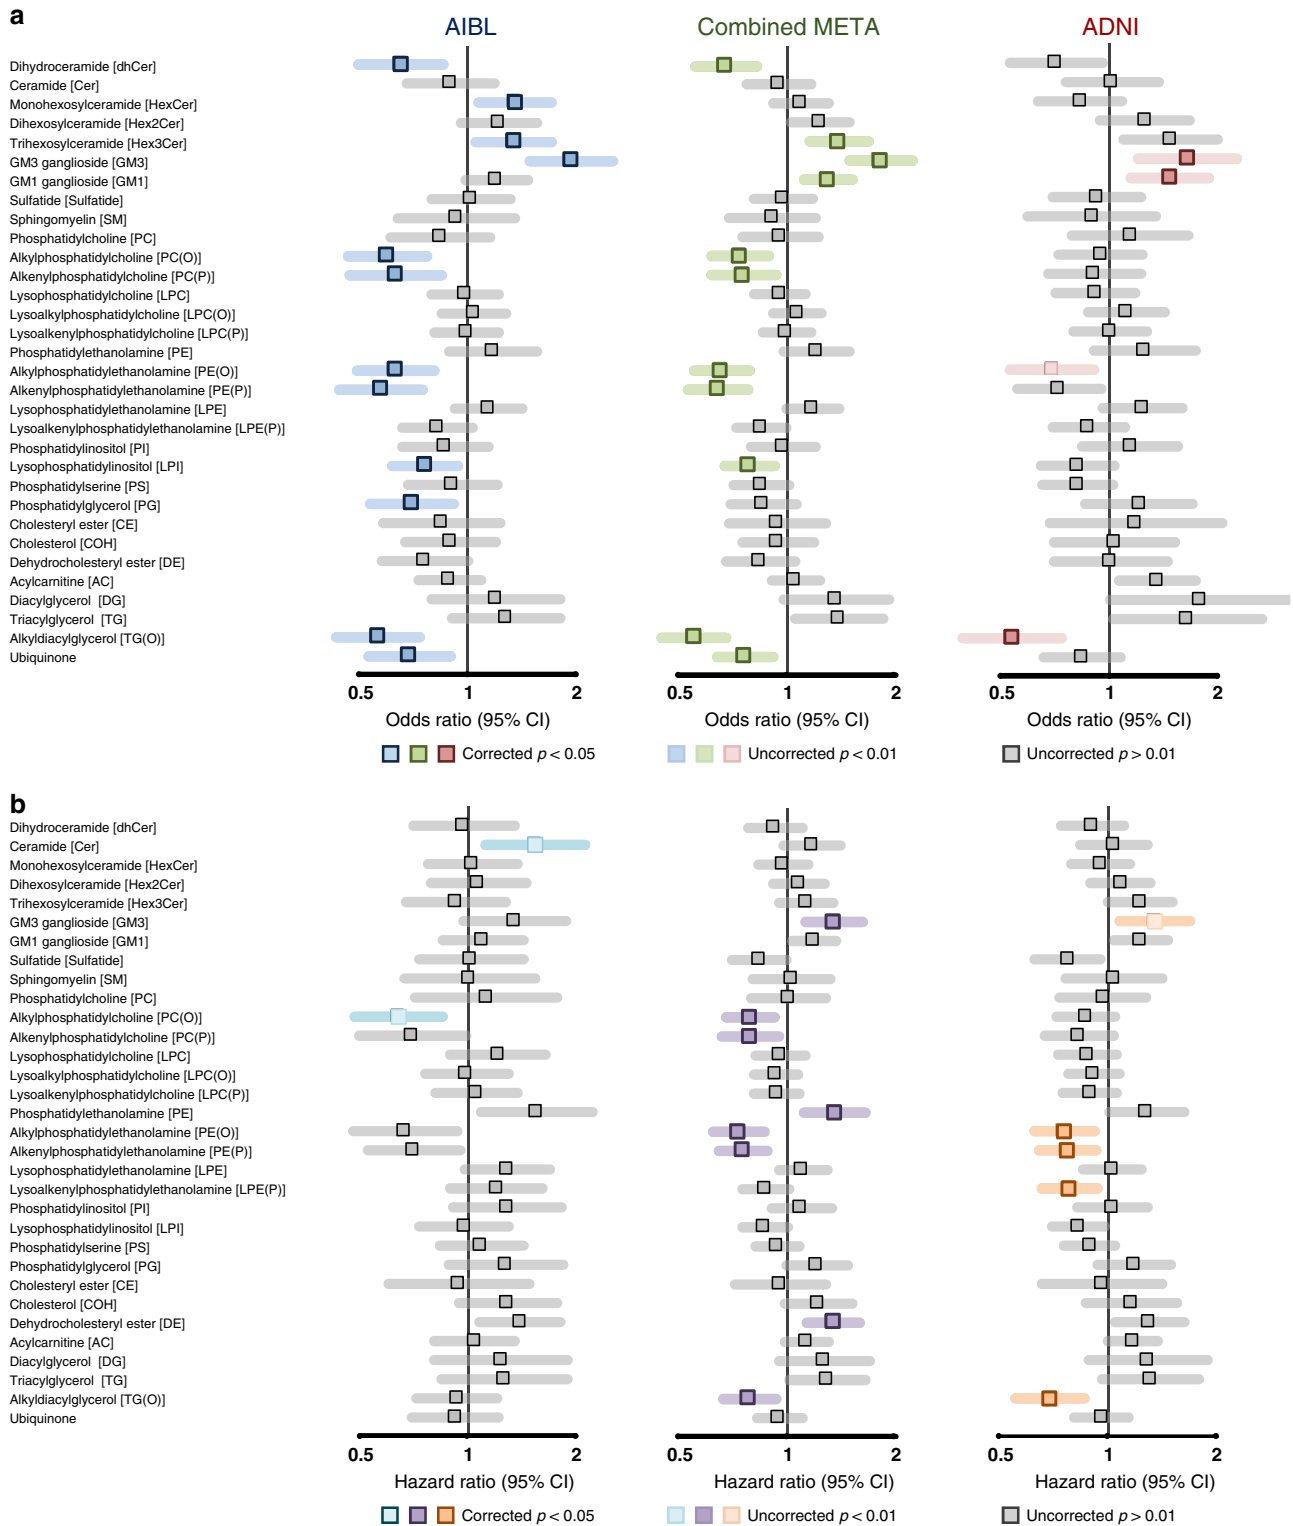 a
AIBL
Combined META
ADNI
Dihydroceramide [dhCer]
Ceramide [Cer]
Monohexosylceramide [HexCer]
Dihexosylceramide [Hex2Cer]
Trihexosylceramide [Hex3Cer]
GM3 ganglioside [GM3]
GM1 ganglioside [GM1]
Sulfatide [Sulfatide]
Sphingomyelin [SM]
Phosphatidylcholine [PC]
Alkylphosphatidylcholine [PC(O)]
Alkenylphosphatidylcholine [PC(P)]
Lysophosphatidylcholine [LPC]
Lysoalkylphosphatidylcholine [LPC(O)]
Lysoalkenylphosphatidylcholine [LPC(P)]
Phosphatidylethanolamine [PE]
Alkylphosphatidylethanolamine [PE(O)]
Alkenylphosphatidylethanolamine [PE(P)]
Lysophosphatidylethanolamine [LPE]
Lysoalkenylphosphatidylethanolamine [LPE(P)]
Phosphatidylinositol [PI]
Lysophosphatidylinositol [LPI]
Phosphatidylserine [PS]
Phosphatidylglycerol [PG]
Cholesteryl ester [CE]
Cholesterol [COH]
Dehydrocholesteryl ester [DE]
Acylcarnitine [AC]
Diacylglycerol [DG]
Triacylglycerol [TG]
Alkyldiacylglycerol [TG(O)]
Ubiquinone
0.5 1 2 0.5 1 2 0.5 1 2
Odds ratio (95% CI) Odds ratio (95% CI) Odds ratio (95% CI)
Corrected p < 0.05 Uncorrected p < 0.01 Uncorrected p > 0.01
b
Dihydroceramide [dhCer]
Ceramide [Cer]
Monohexosylceramide [HexCer]
Dihexosylceramide [Hex2Cer]
Trihexosylceramide [Hex3Cer]
GM3 ganglioside [GM3]
GM1 ganglioside [GM1]
Sulfatide [Sulfatide]
Sphingomyelin [SM]
Phosphatidylcholine [PC]
Alkylphosphatidylcholine [PC(O)]
Alkenylphosphatidylcholine [PC(P)]
Lysophosphatidylcholine [LPC]
Lysoalkylphosphatidylcholine [LPC(O)]
Lysoalkenylphosphatidylcholine [LPC(P)]
Phosphatidylethanolamine [PE]
Alkylphosphatidylethanolamine [PE(O)]
Alkenylphosphatidylethanolamine [PE(P)]
Lysophosphatidylethanolamine [LPE]
Lysoalkenylphosphatidylethanolamine [LPE(P)]
Phosphatidylinositol [PI]
Lysophosphatidylinositol [LPI]
Phosphatidylserine [PS]
Phosphatidylglycerol [PG]
Cholesteryl ester [CE]
Cholesterol [COH]
Dehydrocholesteryl ester [DE]
Acylcarnitine [AC]
Diacylglycerol [DG]
Triacylglycerol [TG]
Alkyldiacylglycerol [TG(O)]
Ubiquinone
0.5 1 2 0.5 1 2 0.5 1 2
Hazard ratio (95% CI) Hazard ratio (95% CI) Hazard ratio (95% CI)
Corrected p < 0.05 Uncorrected p < 0.01 Uncorrected p > 0.01